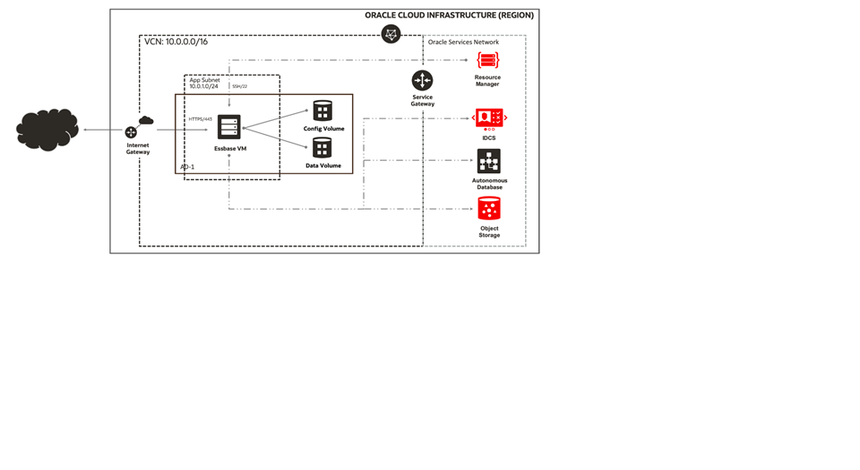 ORACLE CLOUD INFRASTRUCTURE (REGION)
VCN: 10.0.0.0/16
Oracle Services Network
App Subnet
10.0.1.0/24
SSH/22
Resource
Manager
Service
Gateway
HTTPS/443
Config Volume
IDCS
Internet
Gateway
Essbase VM
Data Volume
AD-1
Autonomous
Database
Object
Storage